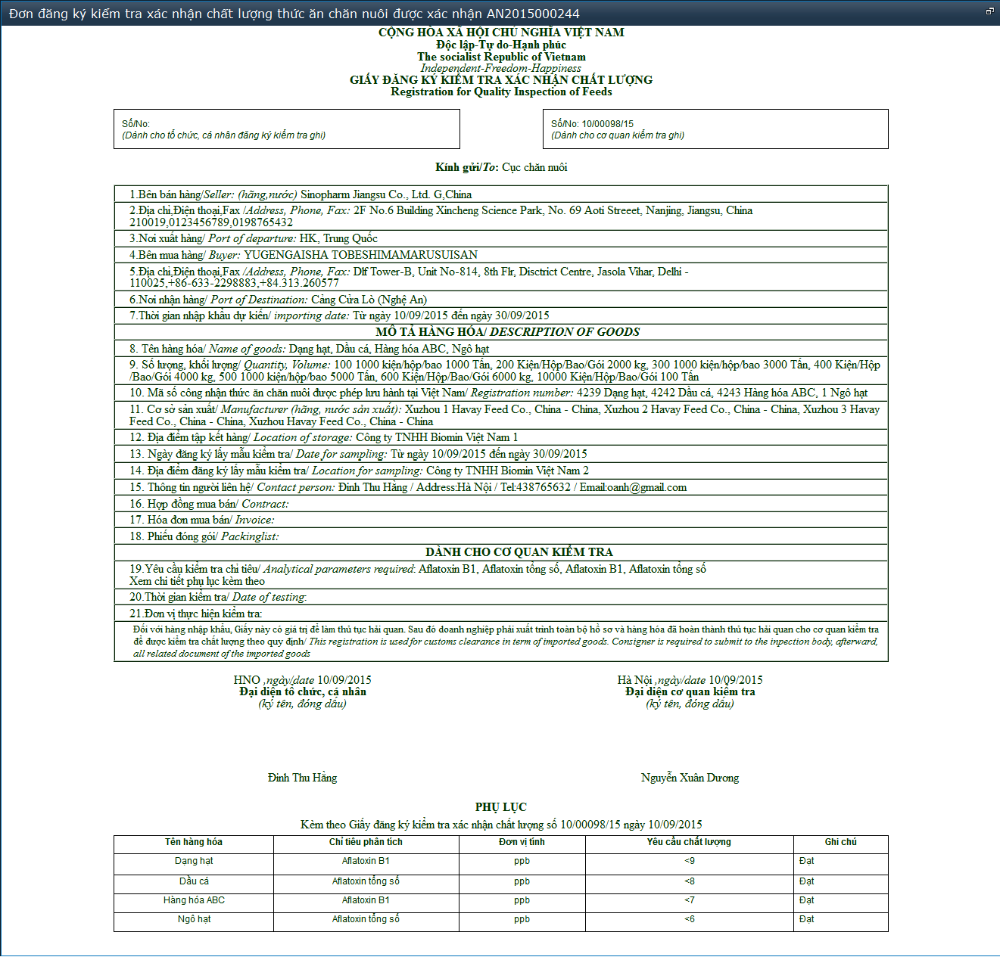 Đơn đăng ký kiểm tra xác nhận chất lượng thức ăn chăn nuôi được xác nhận AN2015000244
CỘNG HÒA XÃ HỘI CHỦ NGHĨA VIỆT NAM
Độc lập-Tự do-Hạnh phúc
The socialist Republic of Vietnam
Independent-Freedom-Happiness
GIẤY ĐĂNG KÝ KIỂM TRA XÁC NHẬN CHẤT LƯỢNG
Registration for Quality Inspection of Feeds
Số/No:
(Dành cho tổ chức, cá nhân đăng ký kiểm tra ghi)
Số/No: 10/00098/15
(Dành cho cơ quan kiểm tra ghi)
Kính gửi/To: Cục chăn nuôi
1.Bên bán hàng/Seller: (hãng,nước) Sinopharm Jiangsu Co., Ltd. G,China
2.Địa chỉ,Điện thoại,Fax /Address, Phone, Fax: 2F No.6 Building Xincheng Science Park, No. 69 Aoti Streeet, Nanjing, Jiangsu, China
210019,0123456789,0198765432
3.Nơi xuất hàng/ Port of departure: HK, Trung Quốc
4.Bên mua hàng/ Buyer: YUGENGAISHA TOBESHIMAMARUSUISAN
5.Địa chỉ,Điện thoại,Fax /Address, Phone, Fax: Dlf Tower-B, Unit No-814, 8th Flr, Disctrict Centre, Jasola Vihar, Delhi -
110025,+86-633-2298883,+84.313.260577
6.Nơi nhận hàng/ Port of Destination: Cảng Cửa Lò (Nghệ An)
7.Thời gian nhập khẩu dự kiến/ importing date: Từ ngày 10/09/2015 đến ngày 30/09/2015
MÔ TẢ HÀNG HÓA/ DESCRIPTION OF GOODS
8. Tên hàng hóa/ Name of goods: Dạng hạt, Dầu cá, Hàng hóa ABC, Ngô hạt
9. Số lượng, khối lượng/ Quantity, Volume: 100 1000 kiện/hộp/bao 1000 Tấn, 200 Kiện/Hộp/Bao/Gói 2000 kg, 300 1000 kiện/hộp/bao 3000 Tấn, 400 Kiện/Hộp
/Bao/Gói 4000 kg, 500 1000 kiện/hộp/bao 5000 Tấn, 600 Kiện/Hộp/Bao/Gói 6000 kg, 10000 Kiện/Hộp/Bao/Gói 100 Tấn
10. Mã số công nhận thức ăn chăn nuôi được phép lưu hành tại Việt Nam/ Registration number: 4239 Dạng hạt, 4242 Dầu cá, 4243 Hàng hóa ABC, 1 Ngô hạt
11. Cơ sở sản xuất/ Manufacturer (hãng, nước sản xuất): Xuzhou 1 Havay Feed Co., China - China, Xuzhou 2 Havay Feed Co., China - China, Xuzhou 3 Havay
Feed Co., China - China, Xuzhou Havay Feed Co., China - China
12. Địa điểm tập kết hàng/ Location of storage: Công ty TNHH Biomin Việt Nam 1
13. Ngày đăng ký lấy mẫu kiểm tra/ Date for sampling: Từ ngày 10/09/2015 đến ngày 30/09/2015
14. Địa điểm đăng ký lấy mẫu kiểm tra/ Location for sampling: Công ty TNHH Biomin Việt Nam 2
15. Thông tin người liên hệ/ Contact person: Đinh Thu Hằng / Address:Hà Nội / Tel:438765632 / Email:oanh@gmail.com
16. Hợp đồng mua bán/ Contract:
17. Hóa đơn mua bán/ Invoice:
18. Phiếu đóng gói/ Packinglist:
DÀNH CHO CƠ QUAN KIỂM TRA
19.Yêu cầu kiểm tra chỉ tiêu/ Analytical parameters required: Aflatoxin B1, Aflatoxin tổng số, Aflatoxin B1, Aflatoxin tổng số
Xem chi tiết phụ lục kèm theo
20.Thời gian kiểm tra/ Date of testing:
21.Đơn vị thực hiện kiểm tra:
Đối với hàng nhập khẩu, Giấy này có giá trị để làm thủ tục hải quan. Sau đó doanh nghiệp phải xuất trình toàn bộ hồ sơ và hàng hóa đã hoàn thành thủ tục hải quan cho cơ quan kiểm tra
để được kiểm tra chất lượng theo quy định/ This registration is used for customs clearance in term of imported goods. Consigner is required to submit to the inpection body, afterward,
all related document of the imported goods
HNO ,ngày/date 10/09/2015
Đại diện tổ chức, cá nhân
(ký tên, đóng dấu)
Hà Nội ,ngày/date 10/09/2015
Đại diện cơ quan kiểm tra
(ký tên, đóng dấu)
Đinh Thu Hằng
Nguyễn Xuân Dương
PHỤ LỤC
Kèm theo Giấy đăng ký kiểm tra xác nhận chất lượng số 10/00098/15 ngày 10/09/2015
Tên hàng hóa Chỉ tiêu phân tích Đơn vị tính Yêu cầu chất lượng Ghi chú
Dạng hạt Aflatoxin B1 ppb <9 Đạt
Dầu cá Aflatoxin tổng số ppb <8 Đạt
Hàng hóa ABC Aflatoxin B1 ppb <7 Đạt
Ngô hạt Aflatoxin tổng số ppb <6 Đạt